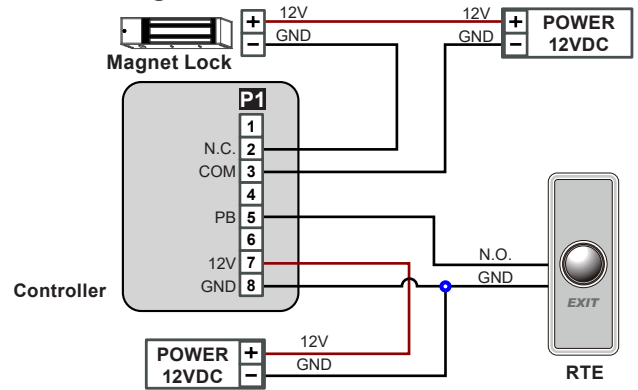 + 12V 12V + POWER
− GND GND − 12VDC
Magnet Lock
P1
1
N.C. 2
COM 3
4
PB 5
6
12V 7
GND 8
N.O.
GND
EXIT
RTE
Controller
POWER + 12V
12VDC − GND